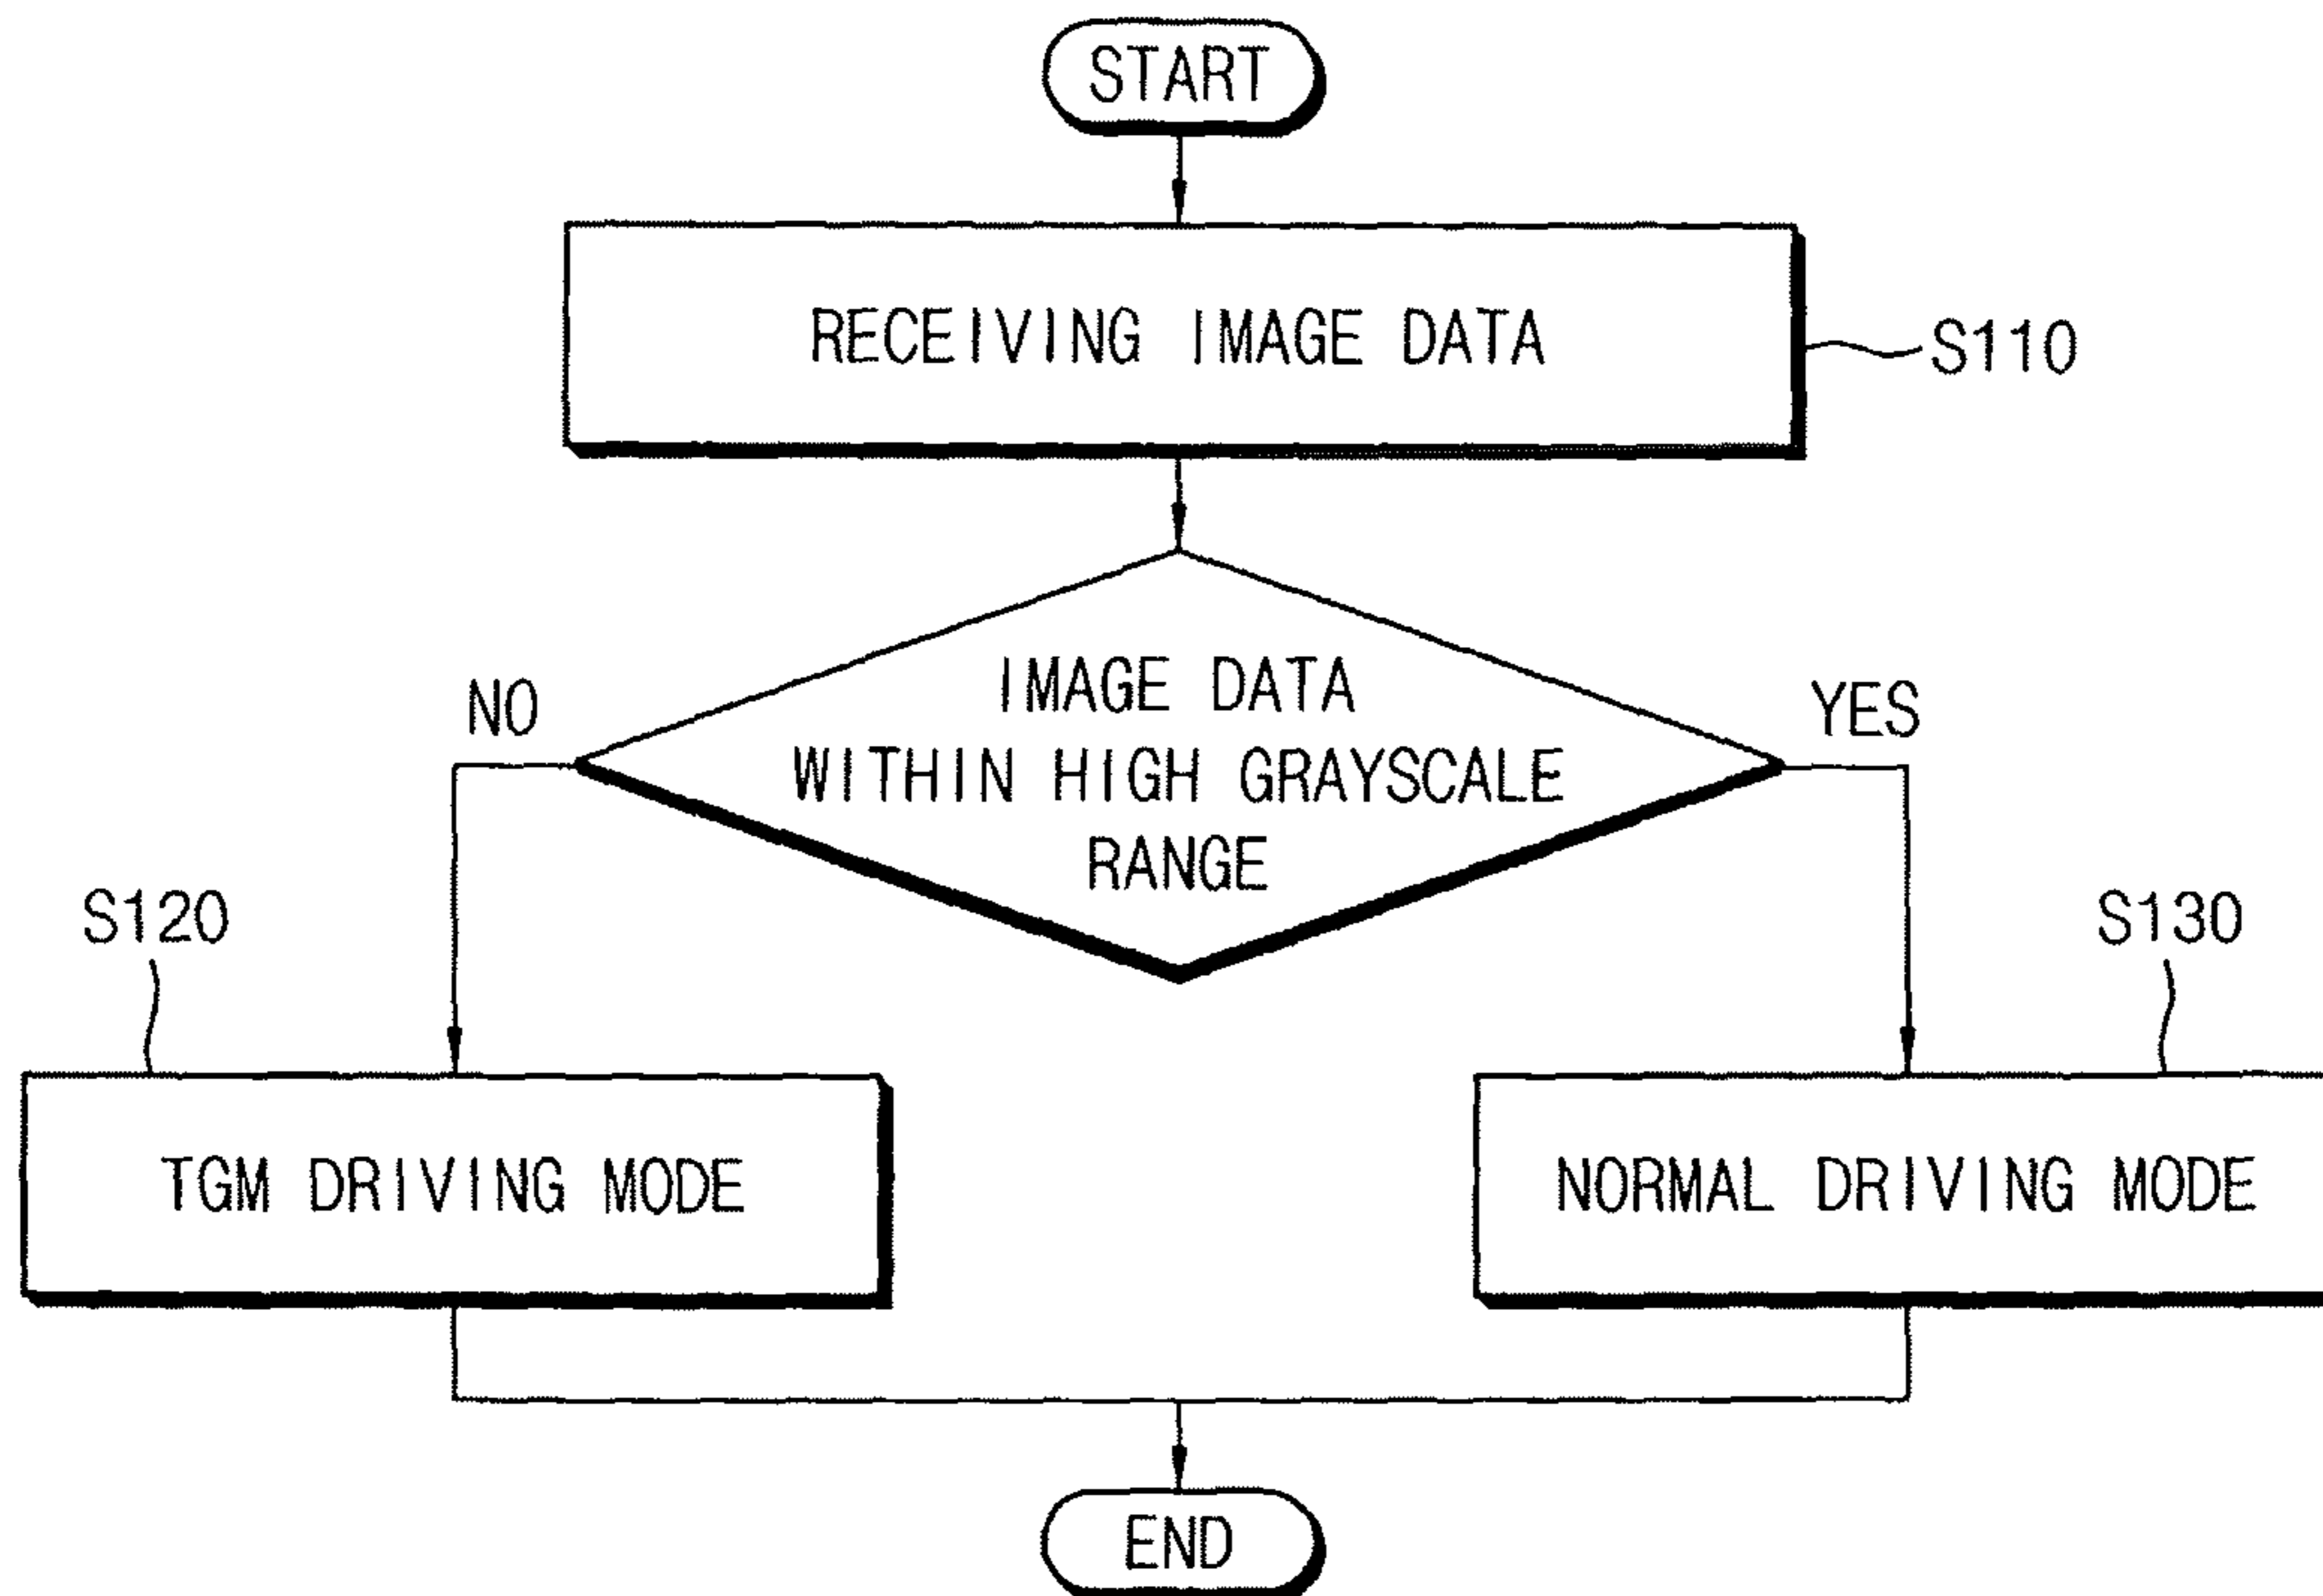 START
RECEIVING IMAGE DATA
S110
IMAGE DATA
WITHIN HIGH GRAYSCALE
RANGE
NO
YES
S120
S130
TGM DRIVING MODE
NORMAL DRIVING MODE
END